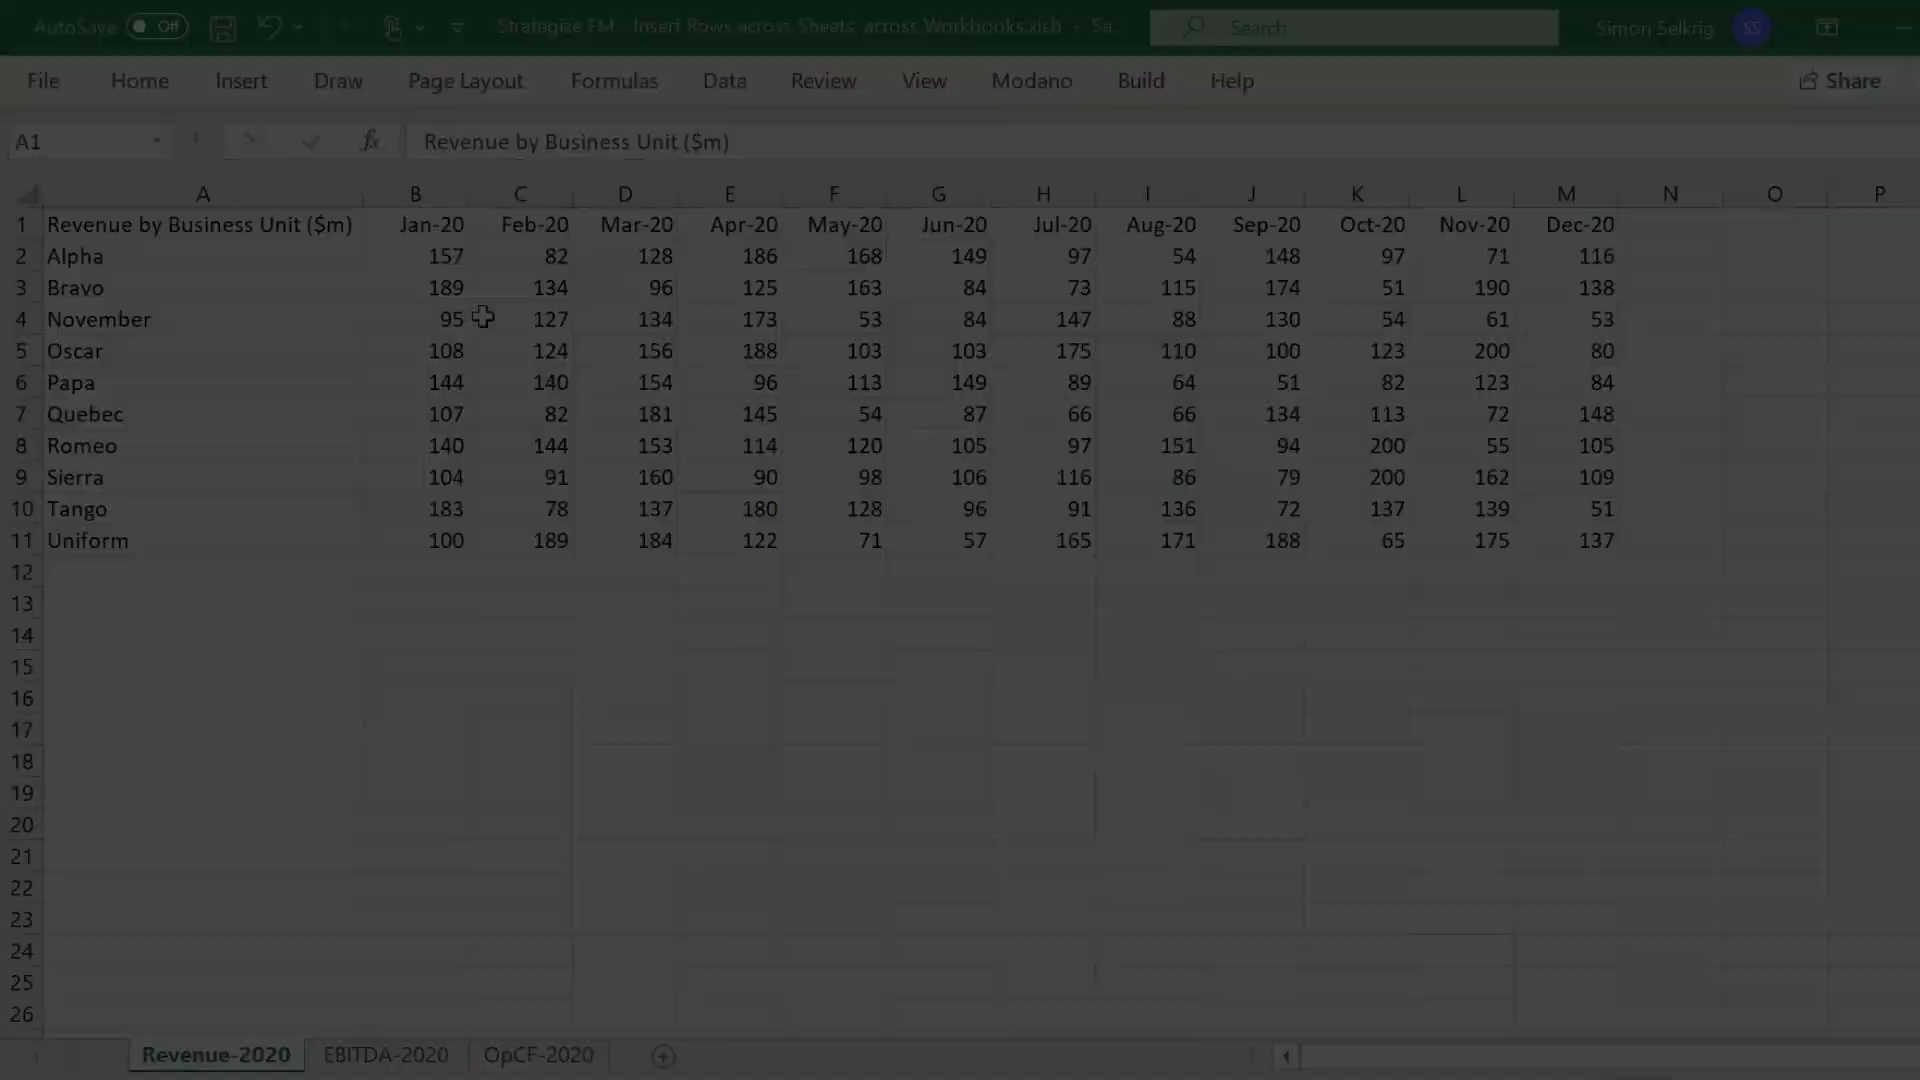 AutoSave Off Strategize FM - Insert Rows across Sheets across Workbooks.xlsb - Sa... Search Simon Selkrig SS
File Home Insert Draw Page Layout Formulas Data Review View Modano Build Help Share
A1 fx Revenue by Business Unit ($m)
A B C D E F G H I J K L M N O P
1 Revenue by Business Unit ($m) Jan-20 Feb-20 Mar-20 Apr-20 May-20 Jun-20 Jul-20 Aug-20 Sep-20 Oct-20 Nov-20 Dec-20
2 Alpha 157 82 128 186 168 149 97 54 148 97 71 116
3 Bravo 189 134 96 125 163 84 73 115 174 51 190 138
4 November 95 127 134 173 53 84 147 88 130 54 61 53
5 Oscar 108 124 156 188 103 103 175 110 100 123 200 80
6 Papa 144 140 154 96 113 149 89 64 51 82 123 84
7 Quebec 107 82 181 145 54 87 66 66 134 113 72 148
8 Romeo 140 144 153 114 120 105 97 151 94 200 55 105
9 Sierra 104 91 160 90 98 106 116 86 79 200 162 109
10 Tango 183 78 137 180 128 96 91 136 72 137 139 51
11 Uniform 100 189 184 122 71 57 165 171 188 65 175 137
12
13
14
15
16
17
18
19
20
21
22
23
24
25
26
Revenue-2020 EBITDA-2020 OpCF-2020